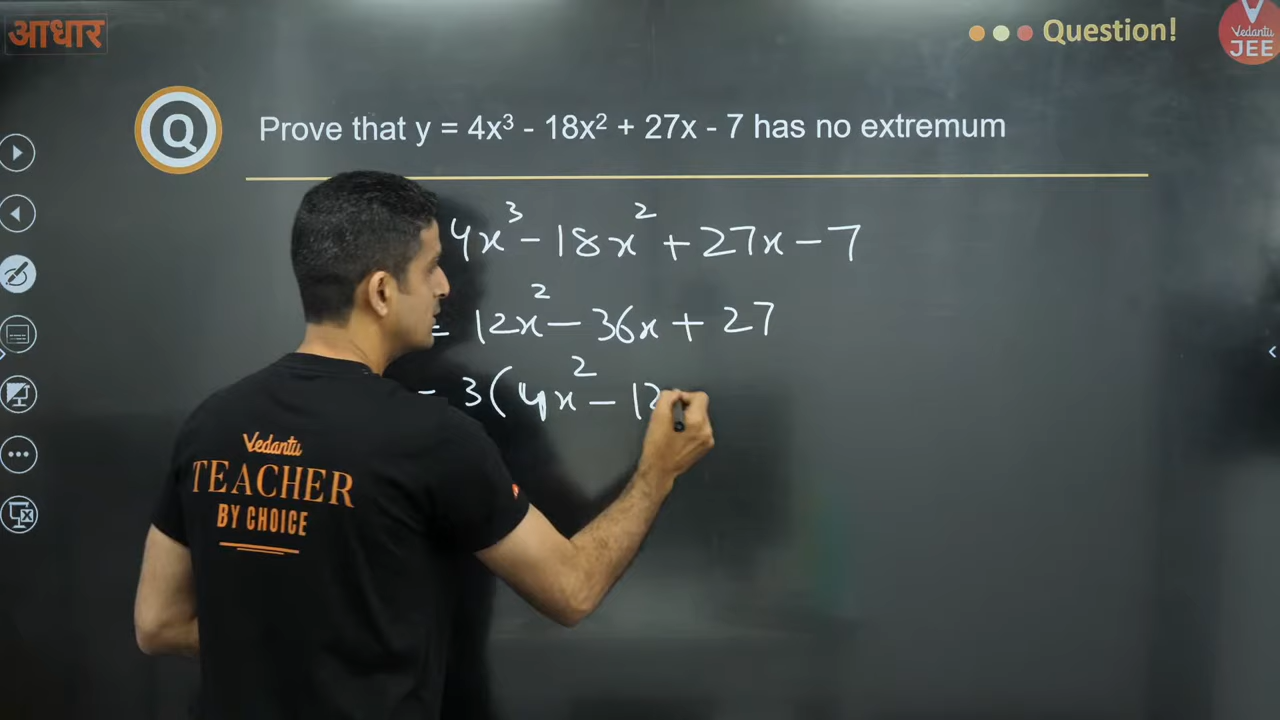 आधार
Question!
Vedantu
JEE
Q
Prove that y = 4x³ - 18x² + 27x - 7 has no extremum
4x³ - 18x² + 27x - 7
= 12x² - 36x + 27
= 3(4x² - 12
Vedantu
TEACHER
BY CHOICE